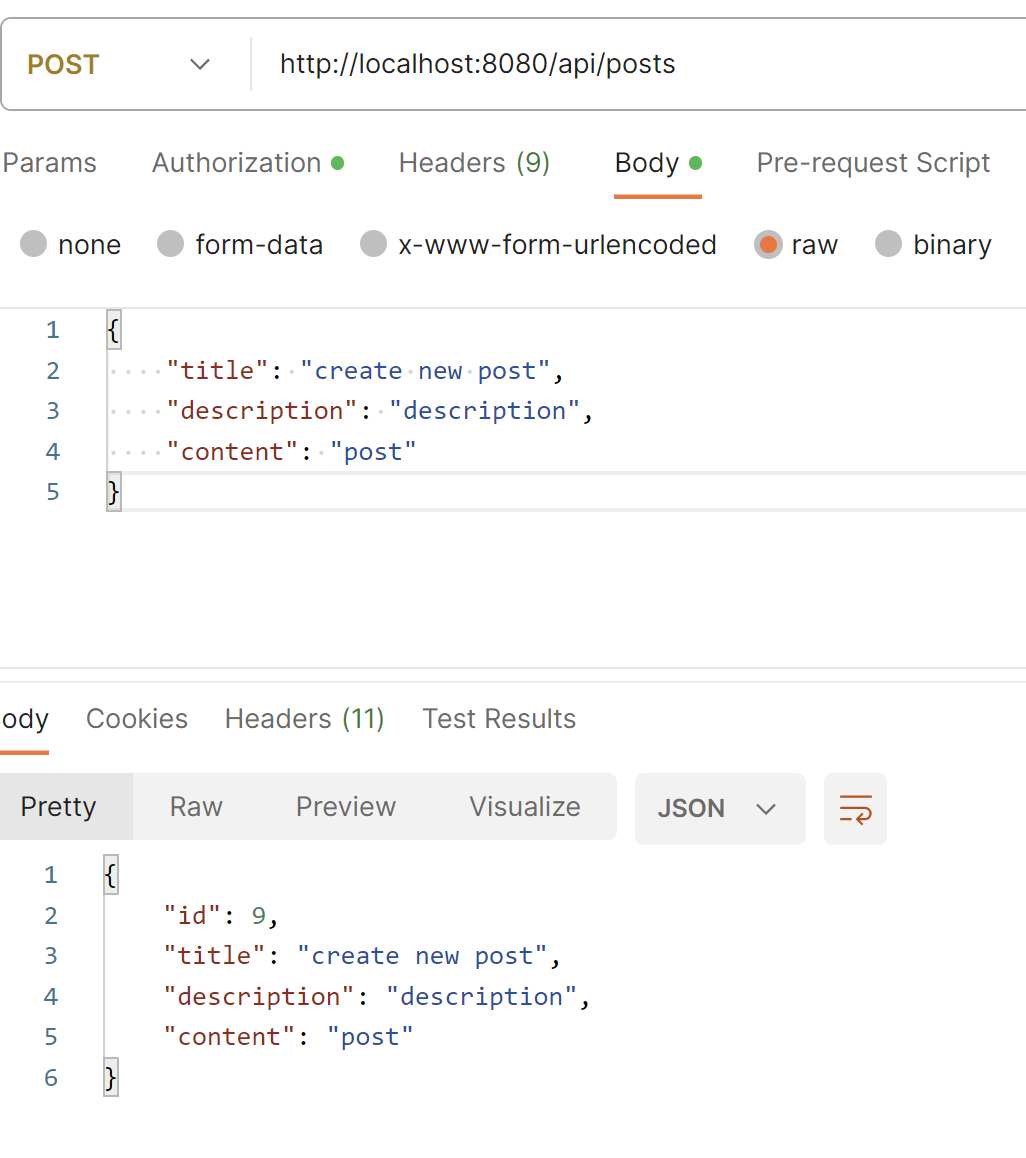 POST http://localhost:8080/api/posts
Params Authorization Headers (9) Body Pre-request Script
none form-data x-www-form-urlencoded raw binary
1 {
2 "title": "create new post",
3 "description": "description",
4 "content": "post"
5 }
ody Cookies Headers (11) Test Results
Pretty Raw Preview Visualize JSON
1 {
2 "id": 9,
3 "title": "create new post",
4 "description": "description",
5 "content": "post"
6 }